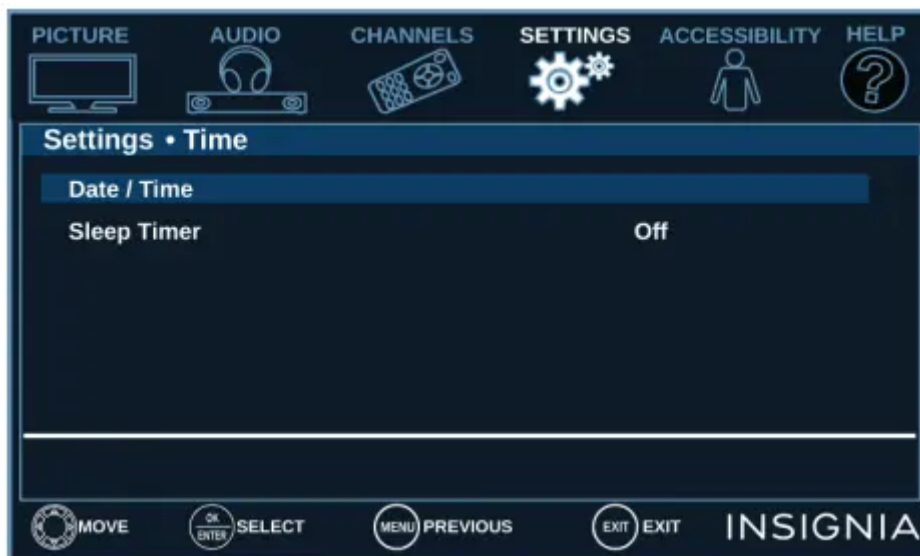 PICTURE AUDIO CHANNELS SETTINGS ACCESSIBILITY HELP
?
Settings • Time
Date / Time
Sleep Timer Off
MOVE OK ENTER SELECT MENU PREVIOUS EXIT EXIT INSIGNIA